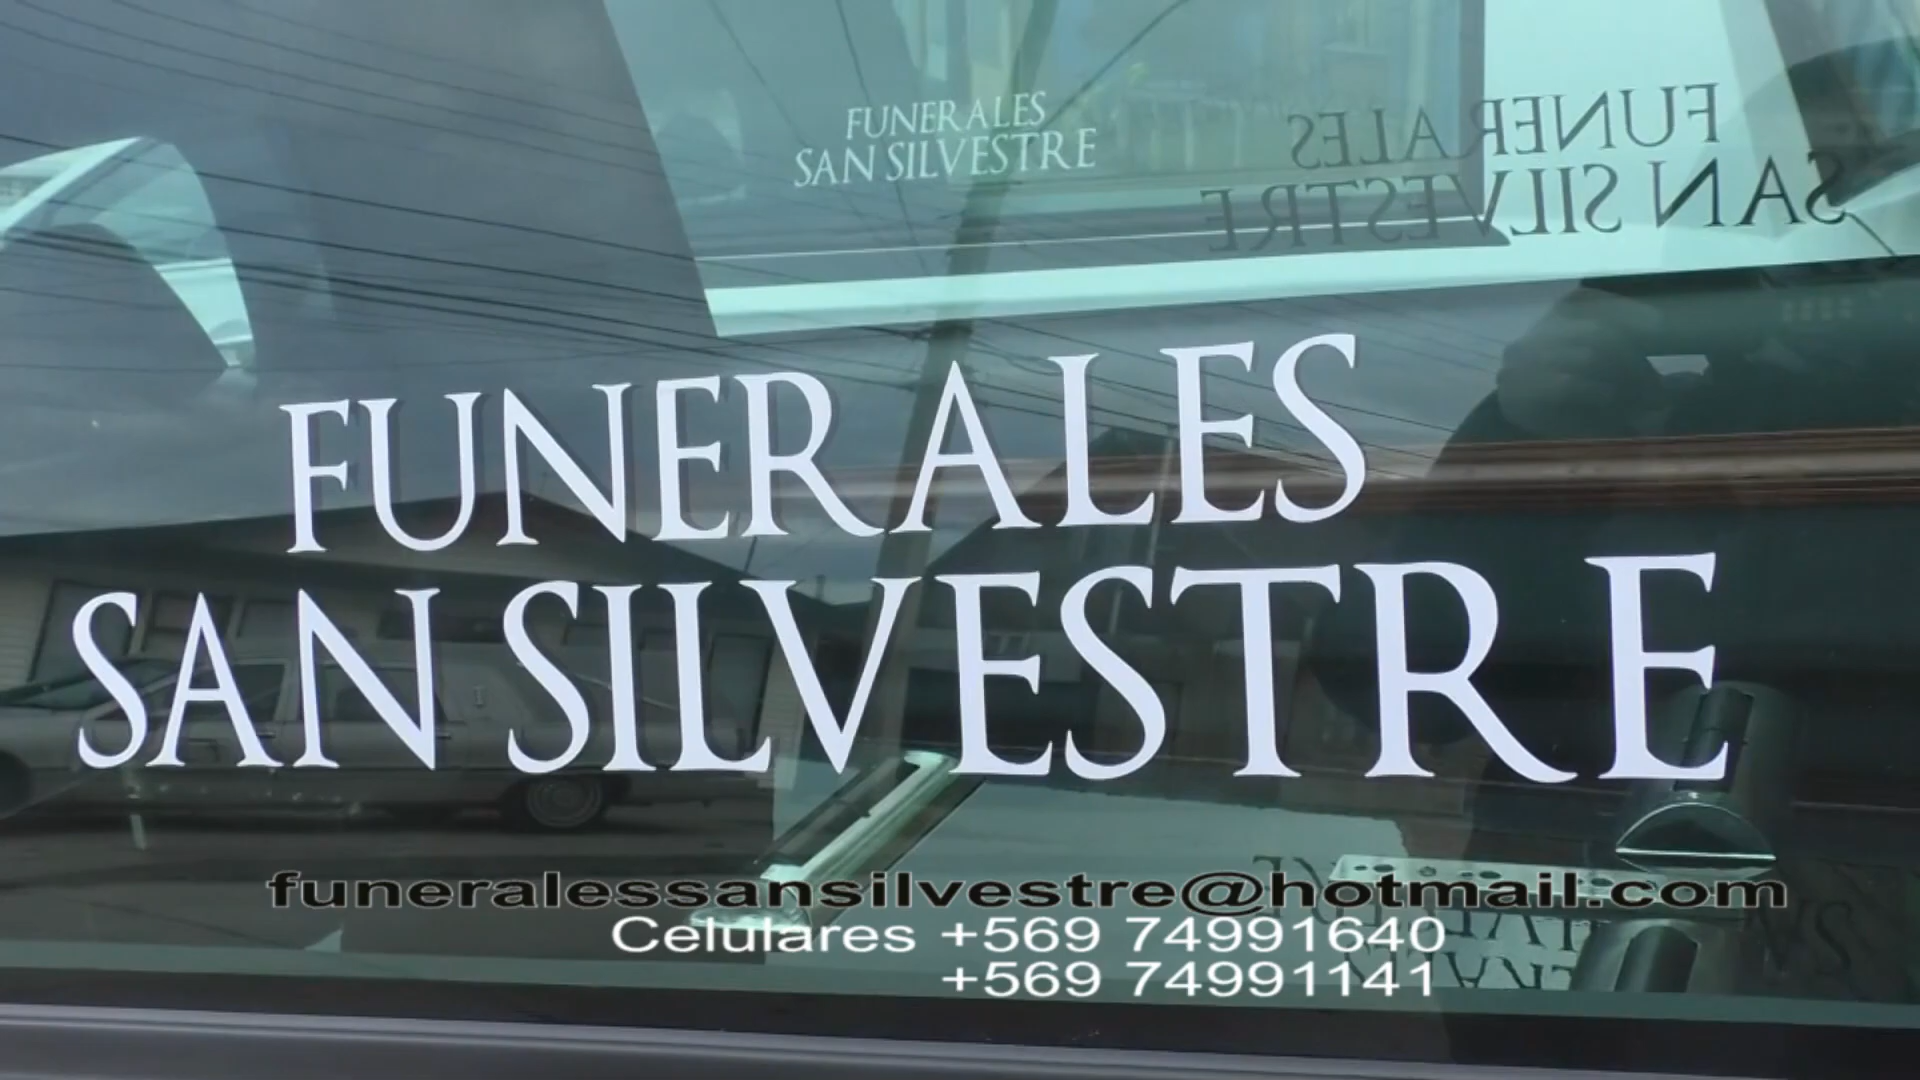 FUNERALES
SAN SILVESTRE
FUNERALES
SAN SILVESTRE
FUNERALES
SAN SILVESTRE
funeralessansilvestre@hotmail.com
Celulares +569 74991640
+569 74991141